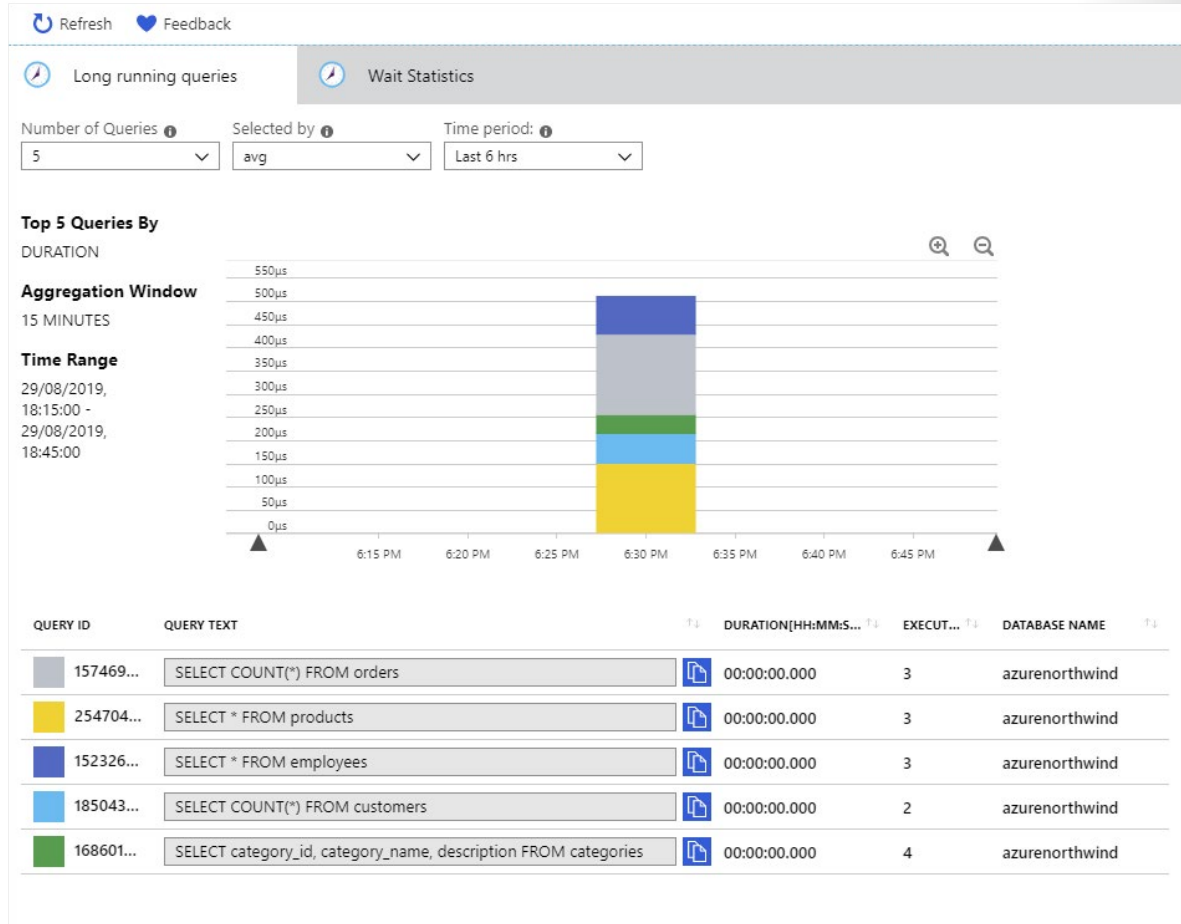 Refresh Feedback
Long running queries Wait Statistics
Number of Queries Selected by Time period:
5 avg Last 6 hrs
Top 5 Queries By
DURATION
Aggregation Window
15 MINUTES
Time Range
29/08/2019,
18:15:00 -
29/08/2019,
18:45:00
550µs
500µs
450µs
400µs
350µs
300µs
250µs
200µs
150µs
100µs
50µs
0µs
6:15 PM 6:20 PM 6:25 PM 6:30 PM 6:35 PM 6:40 PM 6:45 PM
QUERY ID QUERY TEXT DURATION[HH:MM:S... EXECUT... DATABASE NAME
157469... SELECT COUNT(*) FROM orders 00:00:00.000 3 azurenorthwind
254704... SELECT * FROM products 00:00:00.000 3 azurenorthwind
152326... SELECT * FROM employees 00:00:00.000 3 azurenorthwind
185043... SELECT COUNT(*) FROM customers 00:00:00.000 2 azurenorthwind
168601... SELECT category_id, category_name, description FROM categories 00:00:00.000 4 azurenorthwind